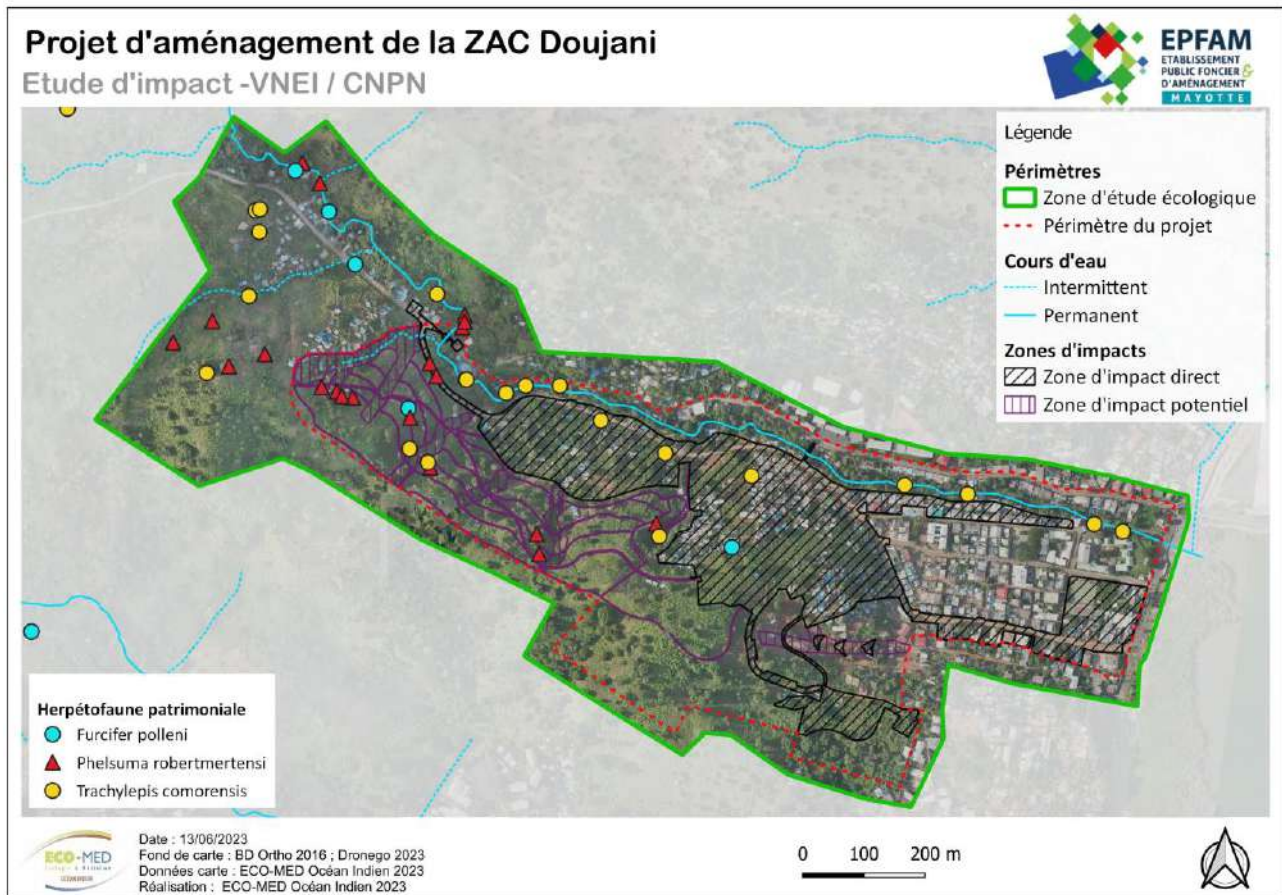 Projet d'aménagement de la ZAC Doujani
Etude d'impact -VNEI / CNPN
EPFAM
ETABLISSEMENT
PUBLIC FONCIER &
D'AMÉNAGEMENT
MAYOTTE
Légende
Périmètres
Zone d'étude écologique
Périmètre du projet
Cours d'eau
Intermittent
Permanent
Zones d'impacts
Zone d'impact direct
Zone d'impact potentiel
Herpétofaune patrimoniale
Furcifer polleni
Phelsuma robertmertensi
Trachylepis comorensis
ECO-MED
Date : 13/06/2023
Fond de carte : BD Ortho 2016 ; Dronego 2023
Données carte : ECO-MED Océan Indien 2023
Réalisation : ECO-MED Océan Indien 2023
0 100 200 m